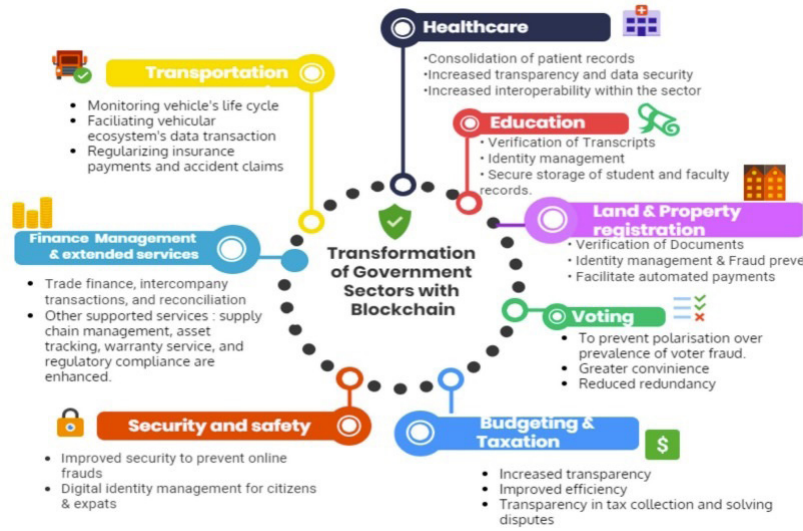 Healthcare
•Consolidation of patient records
•Increased transparency and data security
•Increased interoperability within the sector
Transportation
• Monitoring vehicle's life cycle
• Faciliating vehicular
ecosystem's data transaction
• Regularizing insurance
payments and accident claims
Education
• Verification of Transcripts
• Identity management
• Secure storage of student and faculty
records.
Land & Property
registration
• Verification of Documents
• Identity management & Fraud preve
• Facilitate automated payments
Finance Management
& extended services
• Trade finance, intercompany
transactions, and reconciliation
• Other supported services : supply
chain management, asset
tracking, warranty service, and
regulatory compliance are
enhanced.
Transformation
of Government
Sectors with
Blockchain
Voting
• To prevent polarisation over
prevalence of voter fraud.
• Greater convinience
• Reduced redundancy
Security and safety
• Improved security to prevent online
frauds
• Digital identity management for citizens
& expats
Budgeting &
Taxation
$
• Increased transparency
• Improved efficiency
• Transparency in tax collection and solving
disputes